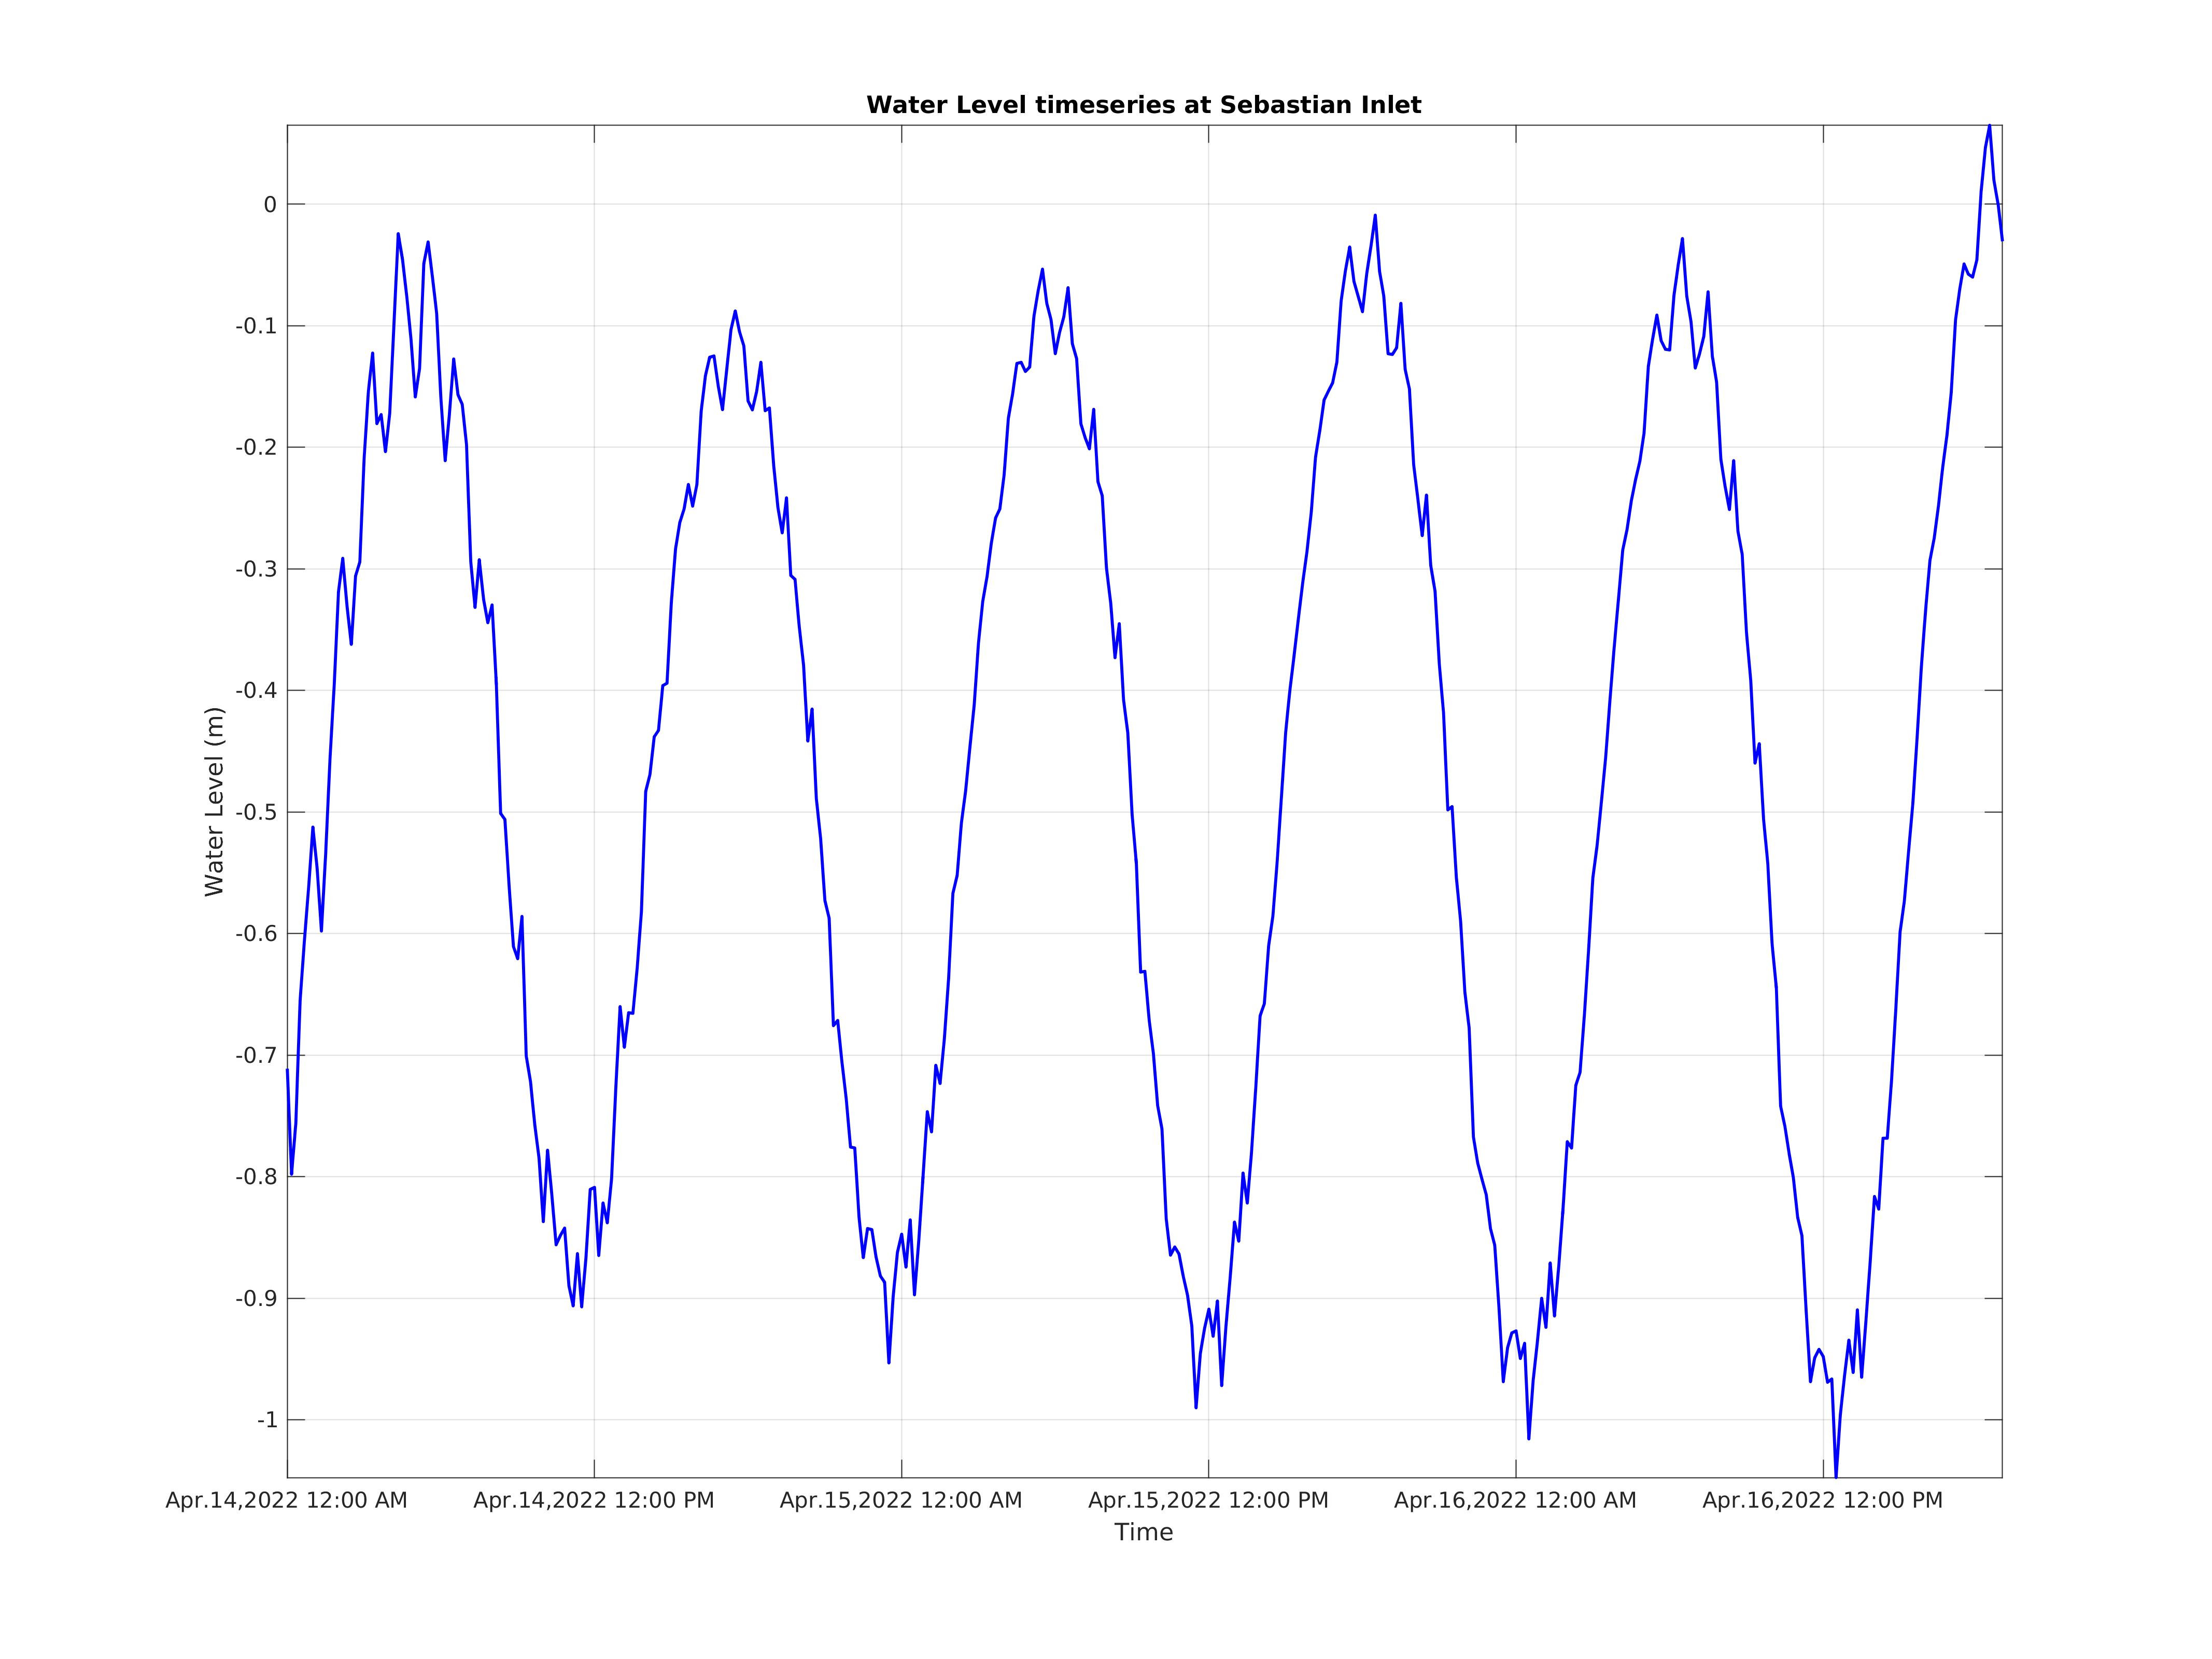 Water Level timeseries at Sebastian Inlet
0
-0.1
-0.2
-0.3
-0.4
-0.5
-0.6
-0.7
-0.8
-0.9
-1
Water Level (m)
Apr.14,2022 12:00 AM Apr.14,2022 12:00 PM Apr.15,2022 12:00 AM Apr.15,2022 12:00 PM Apr.16,2022 12:00 AM Apr.16,2022 12:00 PM
Time